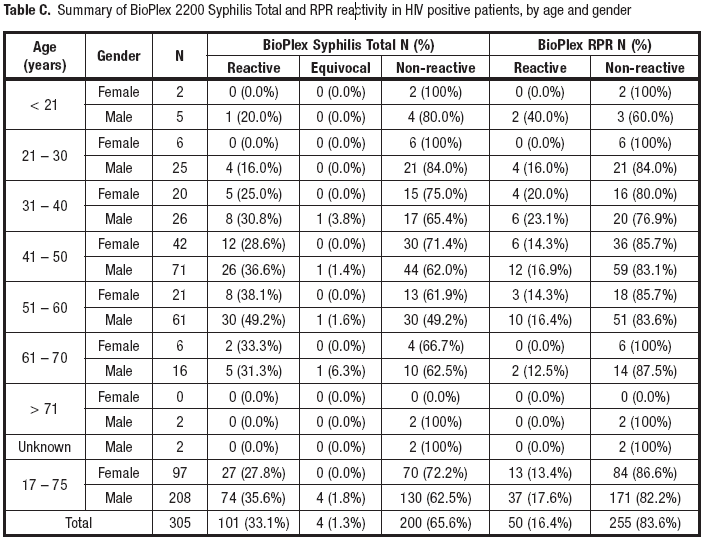 Table C. Summary of BioPlex 2200 Syphilis Total and RPR reactivity in HIV positive patients, by age and gender
Age (years) Gender N BioPlex Syphilis Total N (%) BioPlex RPR N (%)
Reactive Equivocal Non-reactive Reactive Non-reactive
< 21 Female 2 0 (0.0%) 0 (0.0%) 2 (100%) 0 (0.0%) 2 (100%)
Male 5 1 (20.0%) 0 (0.0%) 4 (80.0%) 2 (40.0%) 3 (60.0%)
21 – 30 Female 6 0 (0.0%) 0 (0.0%) 6 (100%) 0 (0.0%) 6 (100%)
Male 25 4 (16.0%) 0 (0.0%) 21 (84.0%) 4 (16.0%) 21 (84.0%)
31 – 40 Female 20 5 (25.0%) 0 (0.0%) 15 (75.0%) 4 (20.0%) 16 (80.0%)
Male 26 8 (30.8%) 1 (3.8%) 17 (65.4%) 6 (23.1%) 20 (76.9%)
41 – 50 Female 42 12 (28.6%) 0 (0.0%) 30 (71.4%) 6 (14.3%) 36 (85.7%)
Male 71 26 (36.6%) 1 (1.4%) 44 (62.0%) 12 (16.9%) 59 (83.1%)
51 – 60 Female 21 8 (38.1%) 0 (0.0%) 13 (61.9%) 3 (14.3%) 18 (85.7%)
Male 61 30 (49.2%) 1 (1.6%) 30 (49.2%) 10 (16.4%) 51 (83.6%)
61 – 70 Female 6 2 (33.3%) 0 (0.0%) 4 (66.7%) 0 (0.0%) 6 (100%)
Male 16 5 (31.3%) 1 (6.3%) 10 (62.5%) 2 (12.5%) 14 (87.5%)
> 71 Female 0 0 (0.0%) 0 (0.0%) 0 (0.0%) 0 (0.0%) 0 (0.0%)
Male 2 0 (0.0%) 0 (0.0%) 2 (100%) 0 (0.0%) 2 (100%)
Unknown Male 2 0 (0.0%) 0 (0.0%) 2 (100%) 0 (0.0%) 2 (100%)
17 – 75 Female 97 27 (27.8%) 0 (0.0%) 70 (72.2%) 13 (13.4%) 84 (86.6%)
Male 208 74 (35.6%) 4 (1.8%) 130 (62.5%) 37 (17.6%) 171 (82.2%)
Total 305 101 (33.1%) 4 (1.3%) 200 (65.6%) 50 (16.4%) 255 (83.6%)